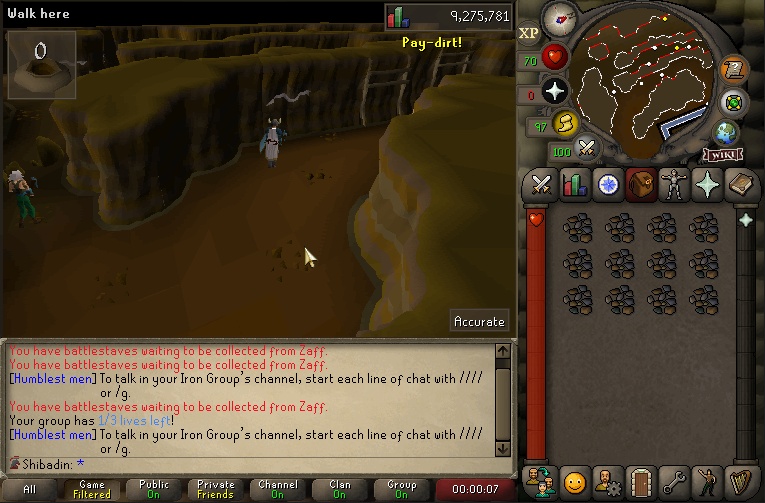 Walk here
9,275,781
Pay-dirt!
0
XP
70
0
97
100
WIKI
Accurate
You have battlestaves waiting to be collected from Zaff.
You have battlestaves waiting to be collected from Zaff.
[Humblest men] To talk in your Iron Group's channel, start each line of chat with ////
or /g.
You have battlestaves waiting to be collected from Zaff.
Your group has 1/3 lives left!
[Humblest men] To talk in your Iron Group's channel, start each line of chat with ////
or /g.
Shibadin: *
All
Game
Filtered
Public
On
Private
Friends
Channel
On
Clan
On
Group
On
00:00:07